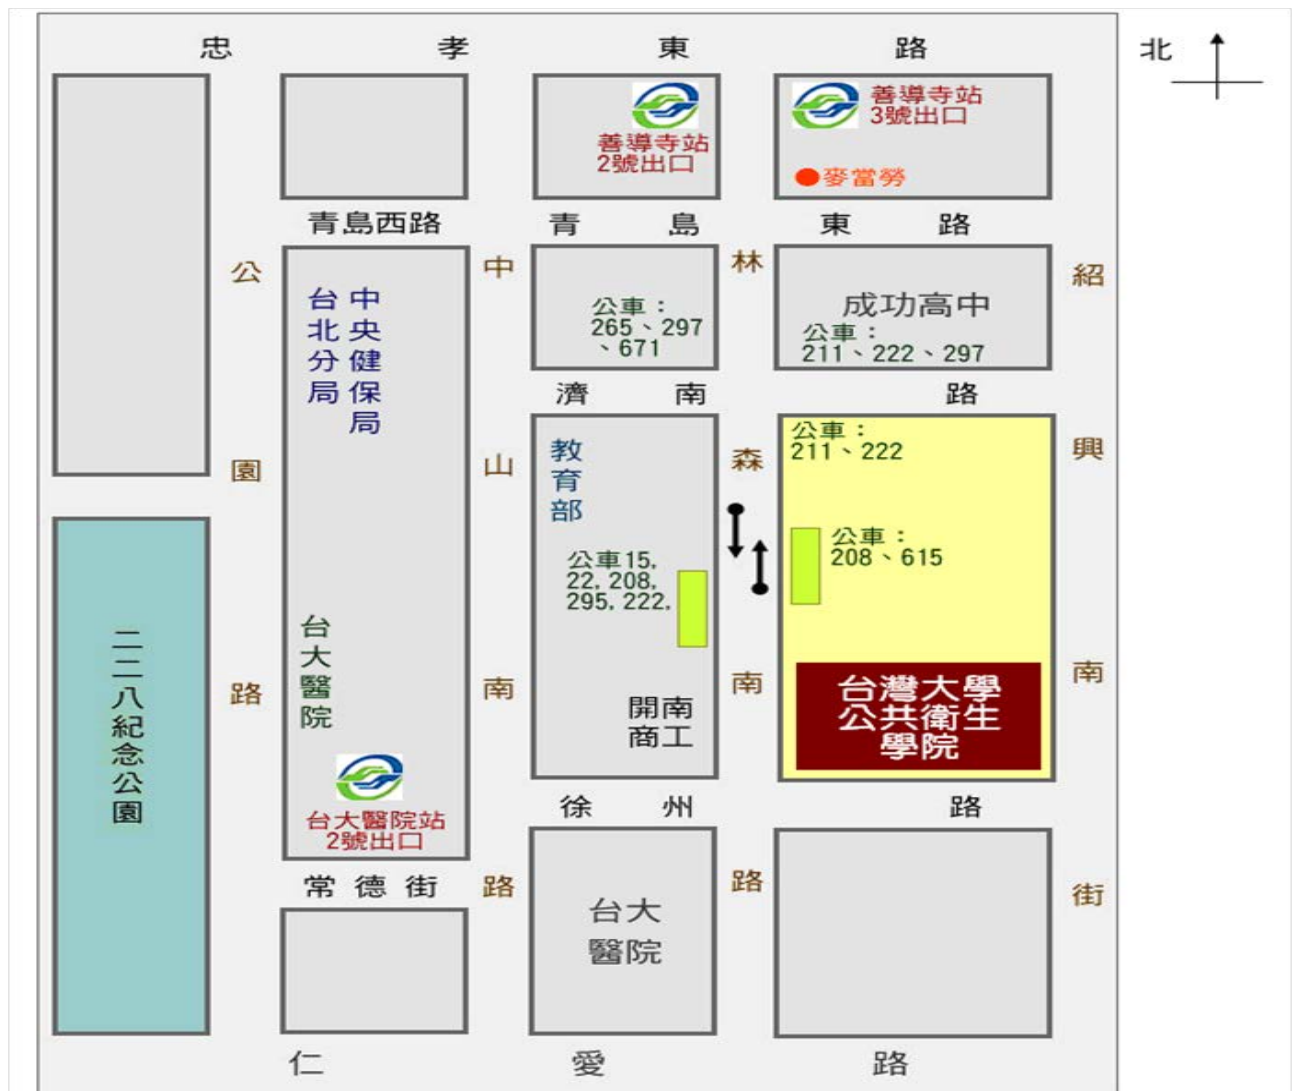 忠孝東路
北
善導寺站
2號出口
善導寺站
3號出口
麥當勞
青島西路
青島東路
公園路
中山南路
林森南路
紹興南街
中央健保局
台北分局
公車：
265、297
、671
成功高中
公車：
211、222、297
濟南路
教育部
公車：
211、222
公車15,
22, 208,
295, 222,
公車：
208、615
二二八紀念公園
台大醫院
開南
商工
台灣大學
公共衛生
學院
台大醫院站
2號出口
徐州路
常德街
台大
醫院
仁愛路